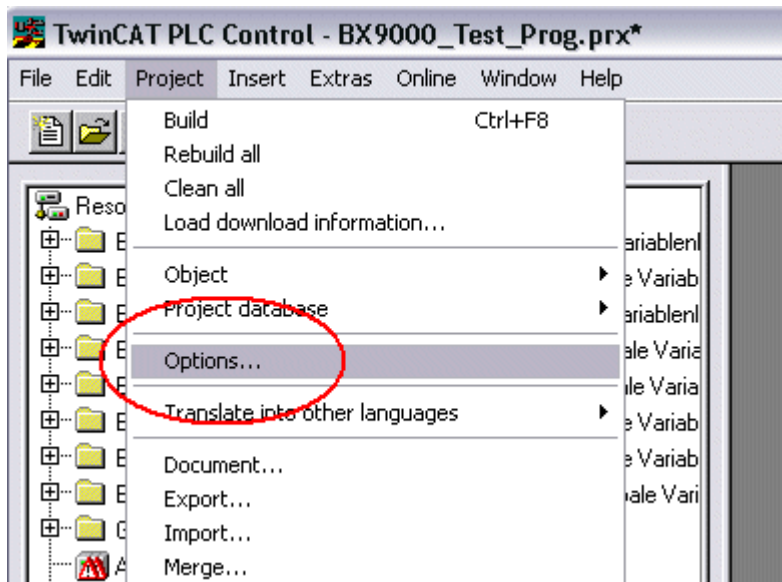 TwinCAT PLC Control - BX9000_Test_Prog.prx*
File Edit Project Insert Extras Online Window Help
Build Ctrl+F8
Rebuild all
Clean all
Load download information...
Object
Project database
Options...
Translate into other languages
Document...
Export...
Import...
Merge...